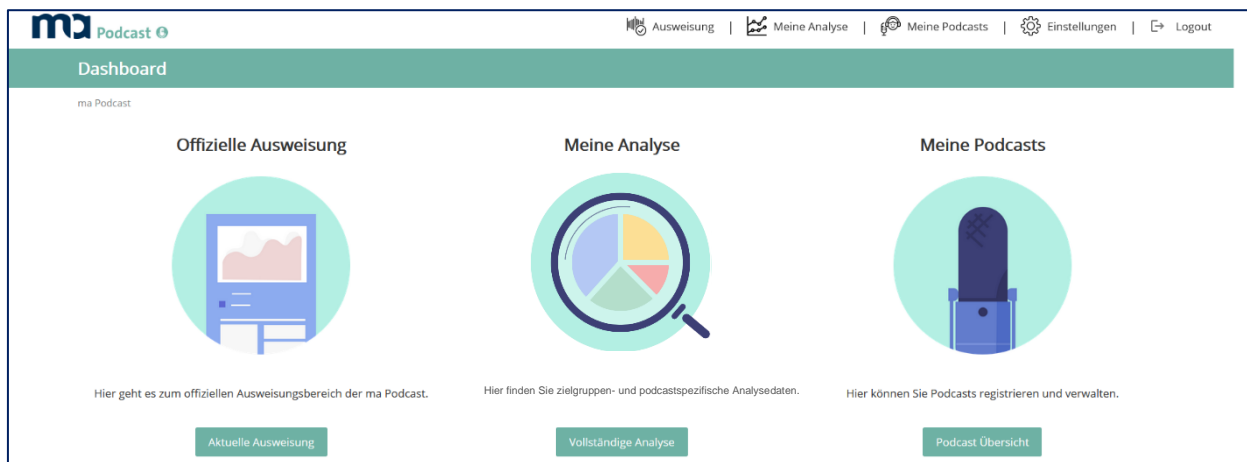 ma Podcast
Ausweisung | Meine Analyse | Meine Podcasts | Einstellungen | Logout
Dashboard
ma Podcast
Offizielle Ausweisung
Meine Analyse
Meine Podcasts
Hier geht es zum offiziellen Ausweisungsbereich der ma Podcast.
Hier finden Sie zielgruppen- und podcastspezifische Analysedaten.
Hier können Sie Podcasts registrieren und verwalten.
Aktuelle Ausweisung
Vollständige Analyse
Podcast Übersicht